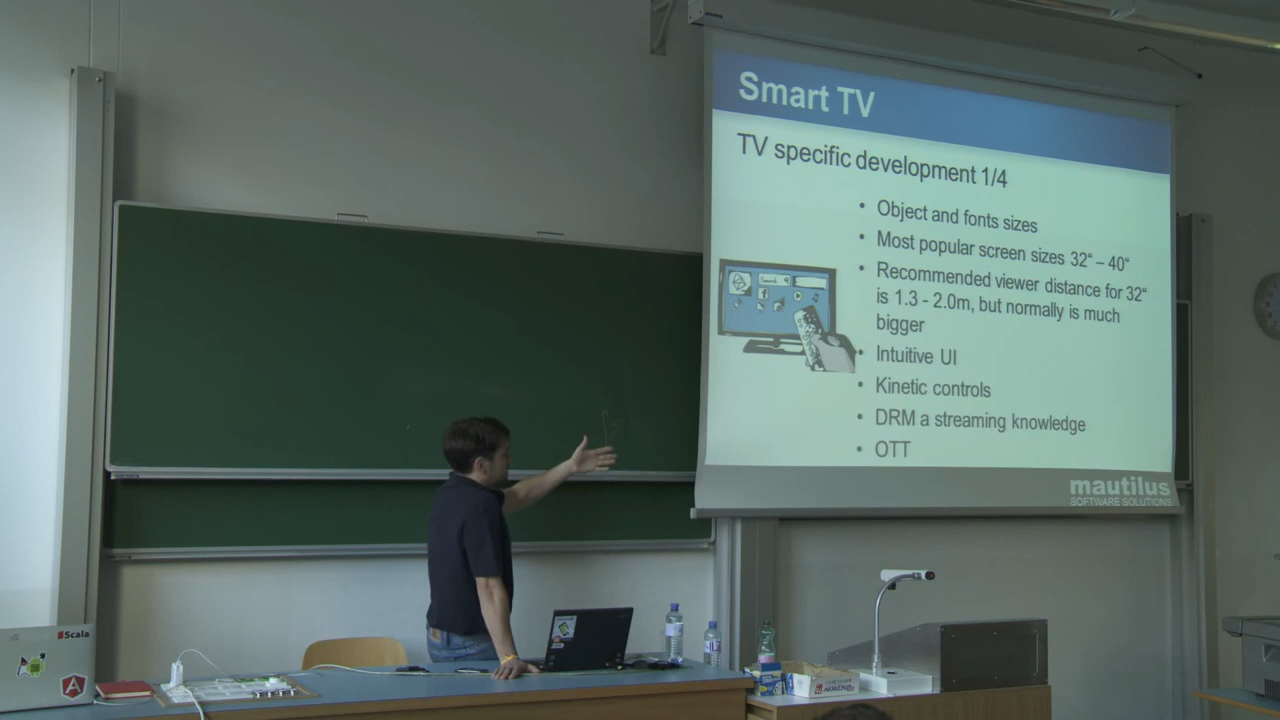 Smart TV
TV specific development 1/4
• Object and fonts sizes
• Most popular screen sizes 32“ – 40“
• Recommended viewer distance for 32“
is 1.3 - 2.0m, but normally is much
bigger
• Intuitive UI
• Kinetic controls
• DRM a streaming knowledge
• OTT
mautilus
SOFTWARE SOLUTIONS
Search
Scala